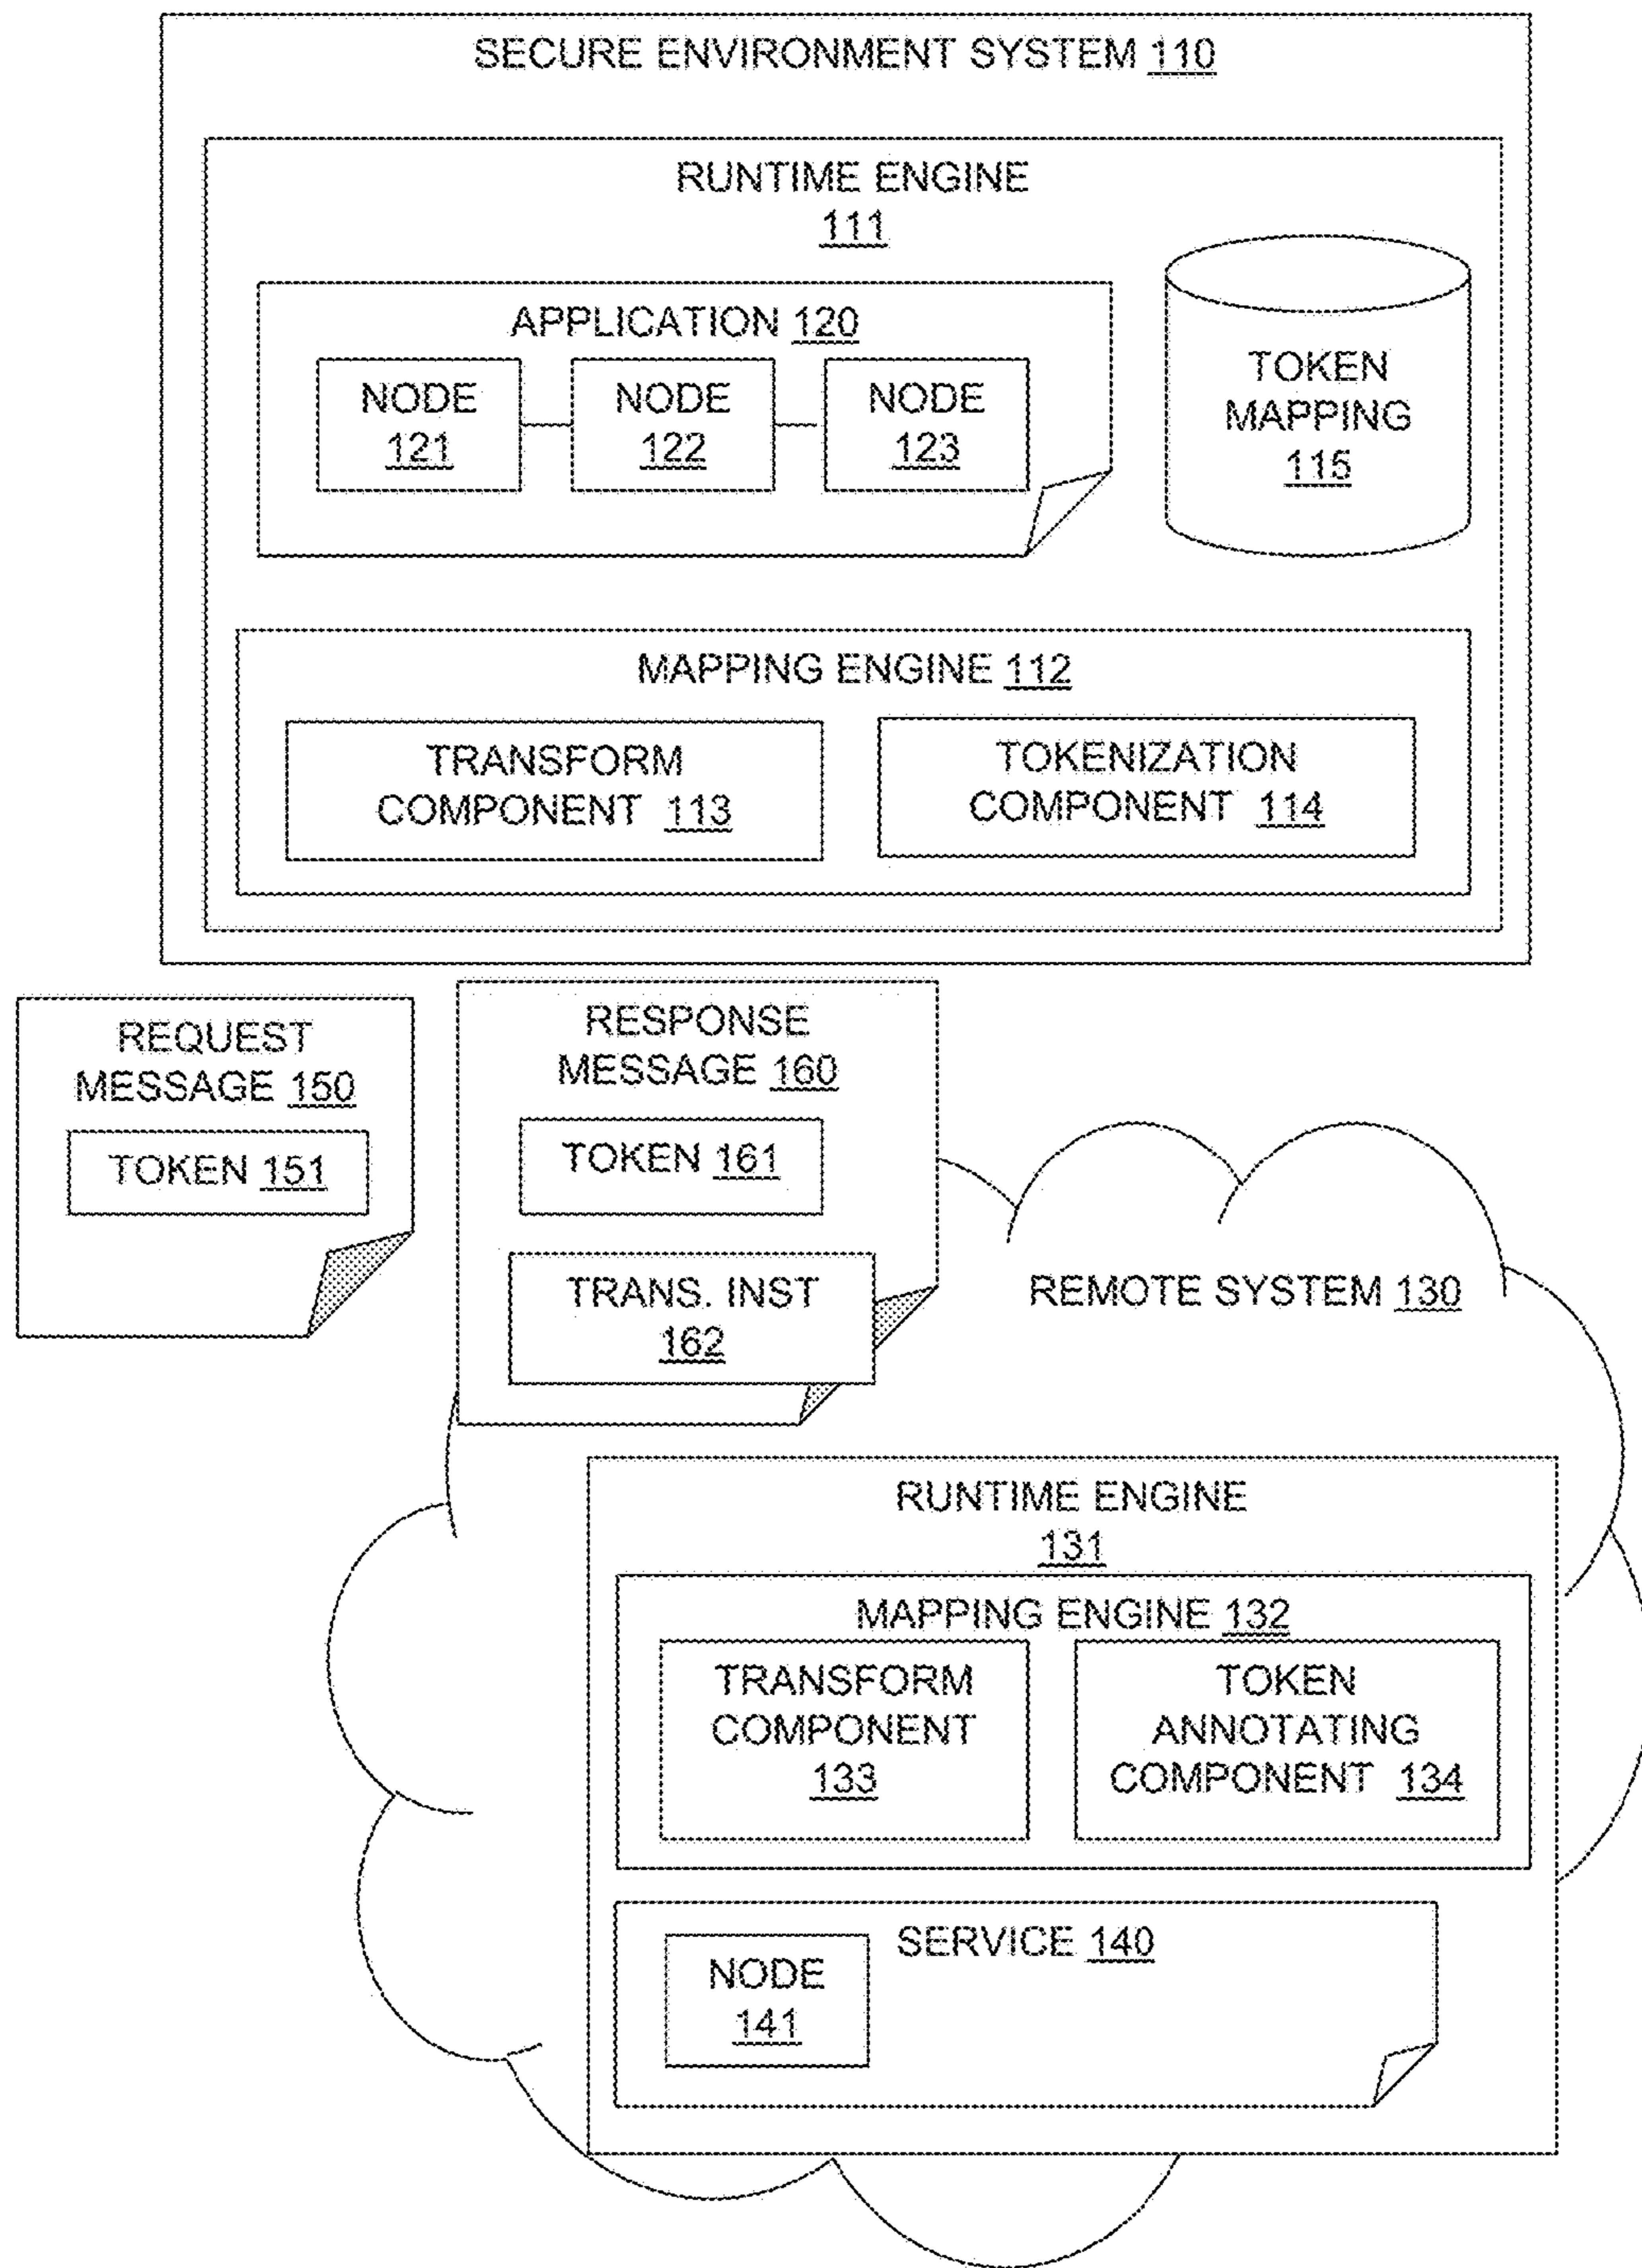 SECURE ENVIRONMENT SYSTEM 110
RUNTIME ENGINE
111
APPLICATION 120
NODE
121
NODE
122
NODE
123
TOKEN
MAPPING
115
MAPPING ENGINE 112
TRANSFORM
COMPONENT 113
TOKENIZATION
COMPONENT 114
REQUEST
MESSAGE 150
TOKEN 151
RESPONSE
MESSAGE 160
TOKEN 161
TRANS. INST
162
REMOTE SYSTEM 130
RUNTIME ENGINE
131
MAPPING ENGINE 132
TRANSFORM
COMPONENT
133
TOKEN
ANNOTATING
COMPONENT 134
SERVICE 140
NODE
141